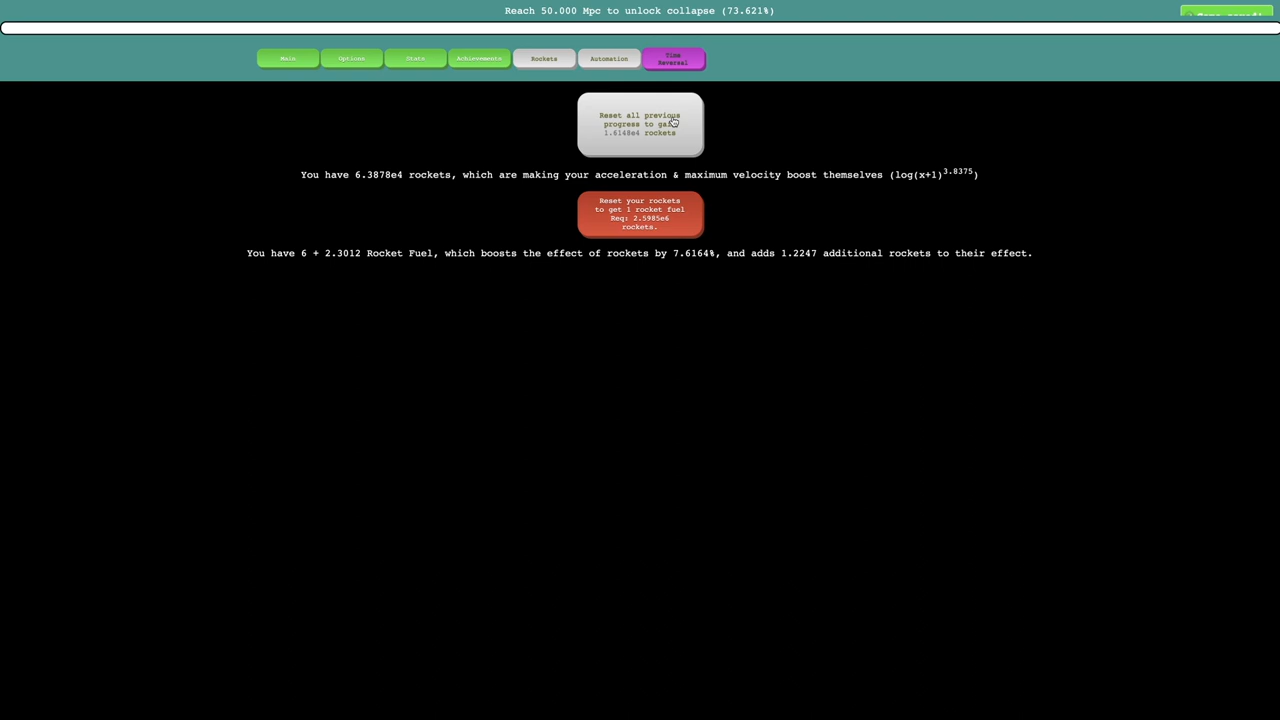 Reach 50.000 Mpc to unlock collapse (73.621%)
Main
Options
Stats
Achievements
Rockets
Automation
Time
Reversal
Reset all previous
progress to gain
1.6148e4 rockets
You have 6.3878e4 rockets, which are making your acceleration & maximum velocity boost themselves (log(x+1)^3.8375)
Reset your rockets
to get 1 rocket fuel
Req: 2.5985e6
rockets.
You have 6 + 2.3012 Rocket Fuel, which boosts the effect of rockets by 7.6164%, and adds 1.2247 additional rockets to their effect.